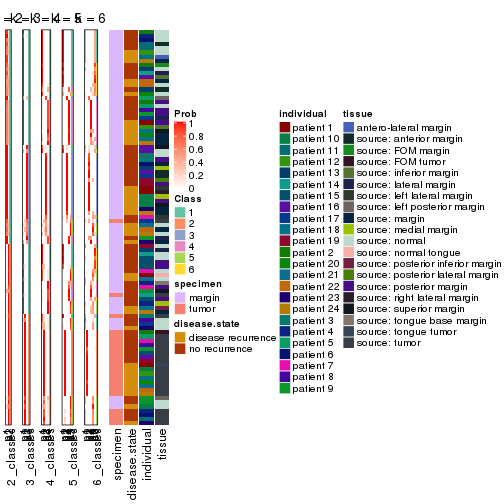 Prob
1
0.8
0.6
0.4
0.2
0
Class
1
2
3
4
5
6
specimen
margin
tumor
disease.state
disease recurrence
no recurrence
individual
patient 1
patient 10
patient 11
patient 12
patient 13
patient 14
patient 15
patient 16
patient 17
patient 18
patient 19
patient 2
patient 20
patient 21
patient 22
patient 23
patient 24
patient 3
patient 4
patient 5
patient 6
patient 7
patient 8
patient 9
tissue
antero-lateral margin
source: anterior margin
source: FOM margin
source: FOM tumor
source: inferior margin
source: lateral margin
source: left lateral margin
source: left posterior margin
source: margin
source: medial margin
source: normal
source: normal tongue
source: posterior inferior margin
source: posterior lateral margin
source: posterior margin
source: right lateral margin
source: superior margin
source: tongue base margin
source: tongue tumor
source: tumor
2_classes
3_classes
4_classes
5_classes
6_classes
specimen
disease.state
individual
tissue